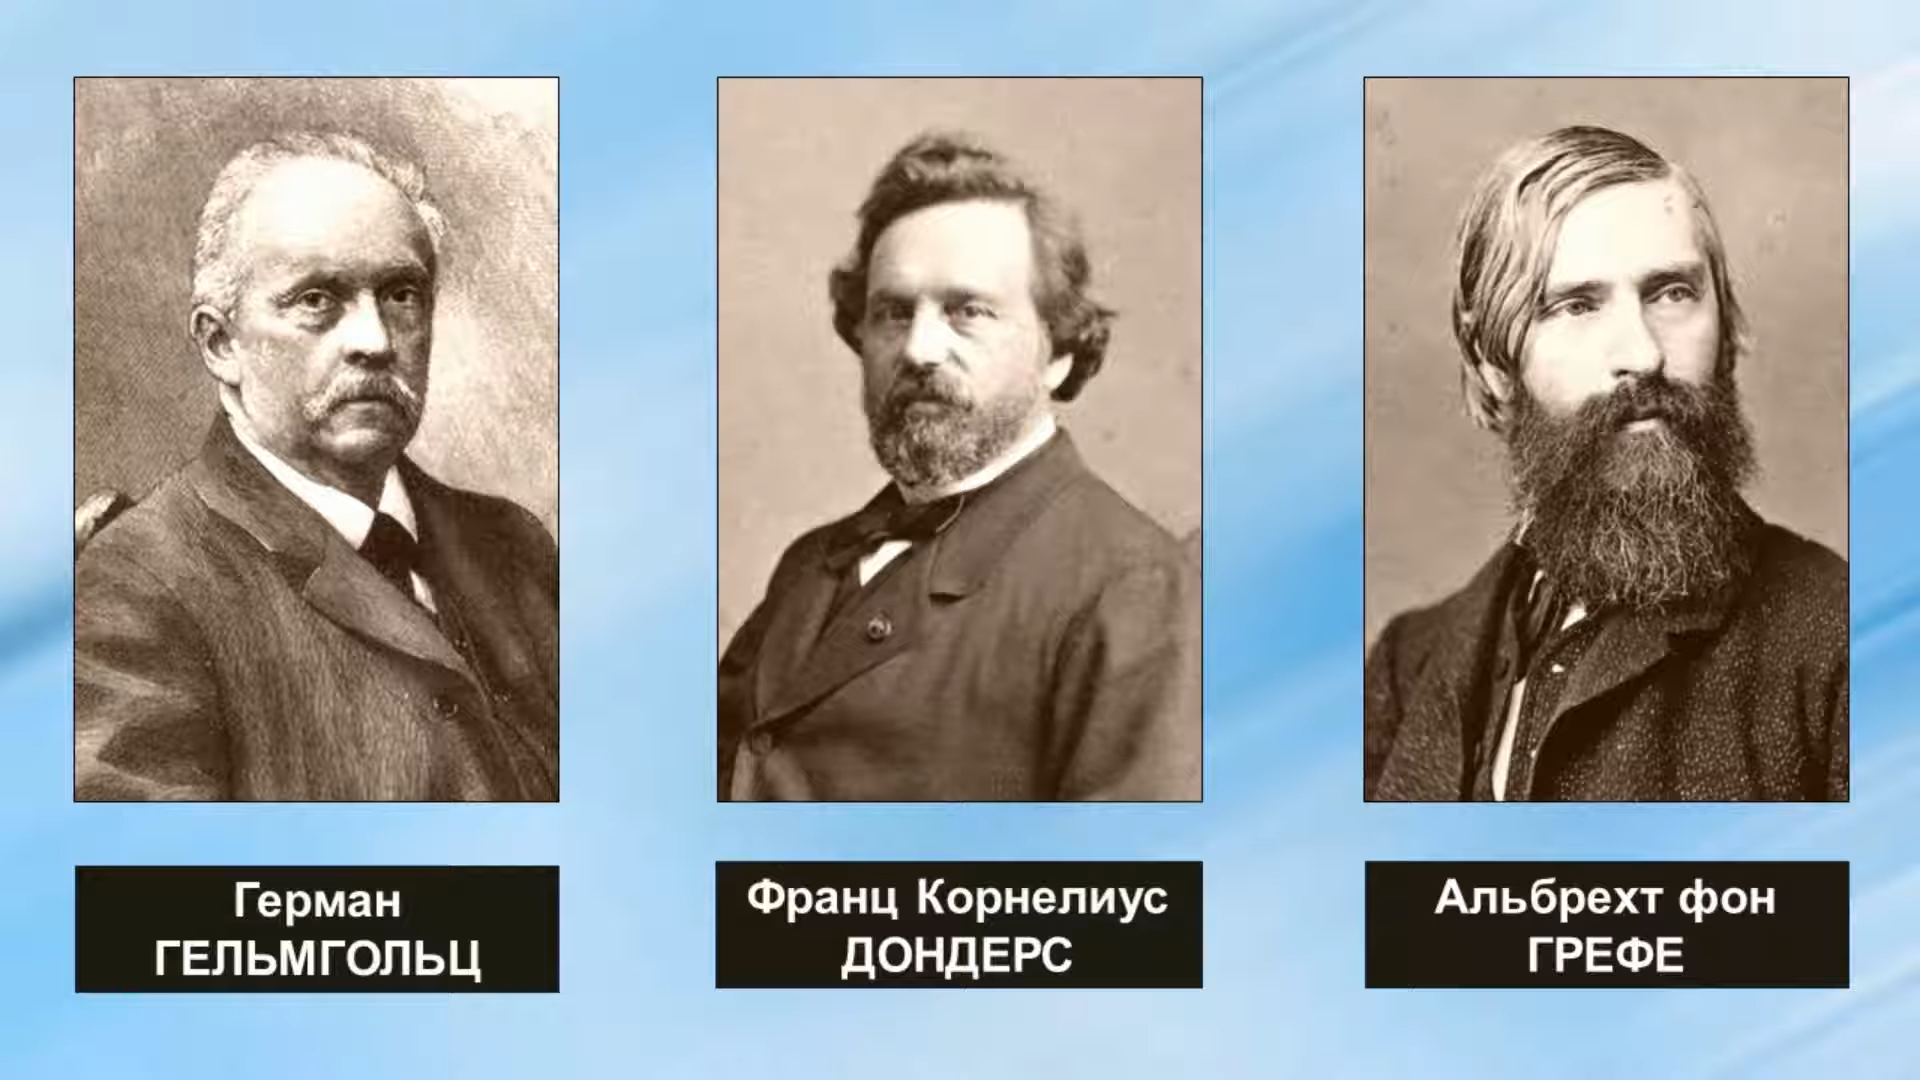 Герман
ГЕЛЬМГОЛЬЦ
Франц Корнелиус
ДОНДЕРС
Альбрехт фон
ГРЕФЕ